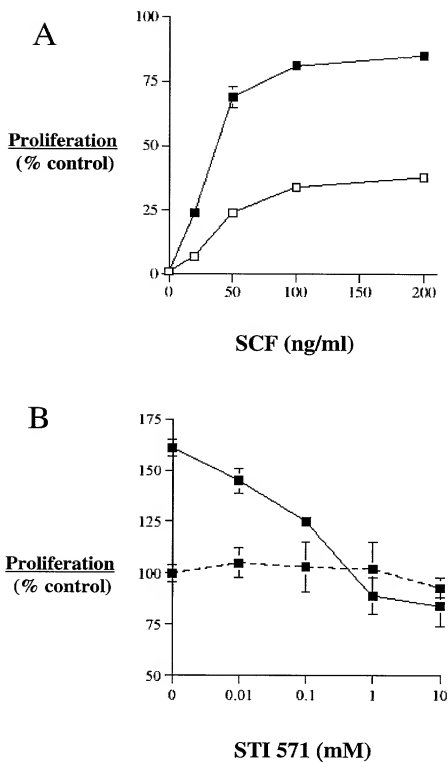 A
100
75
50
25
0
Proliferation
(% control)
0 50 100 150 200
SCF (ng/ml)
B
175
150
125
100
75
50
Proliferation
(% control)
0 0.01 0.1 1 10
STI 571 (mM)